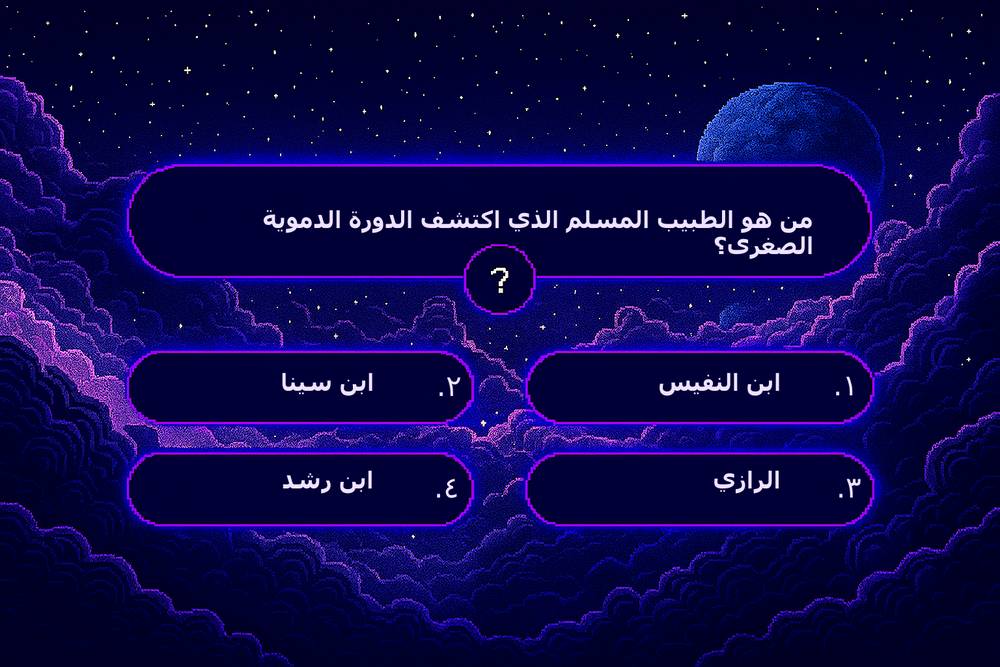 من هو الطبيب المسلم الذي اكتشف الدورة الدموية
الصغرى؟
?
١. ابن النفيس
٢. ابن سينا
٣. الرازي
٤. ابن رشد